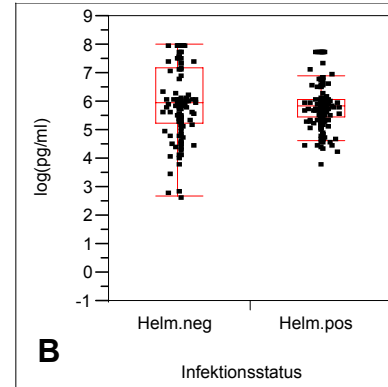 9
8
7
6
5
4
3
2
1
0
-1
log(pg/ml)
Helm.neg Helm.pos
B
Infektionsstatus